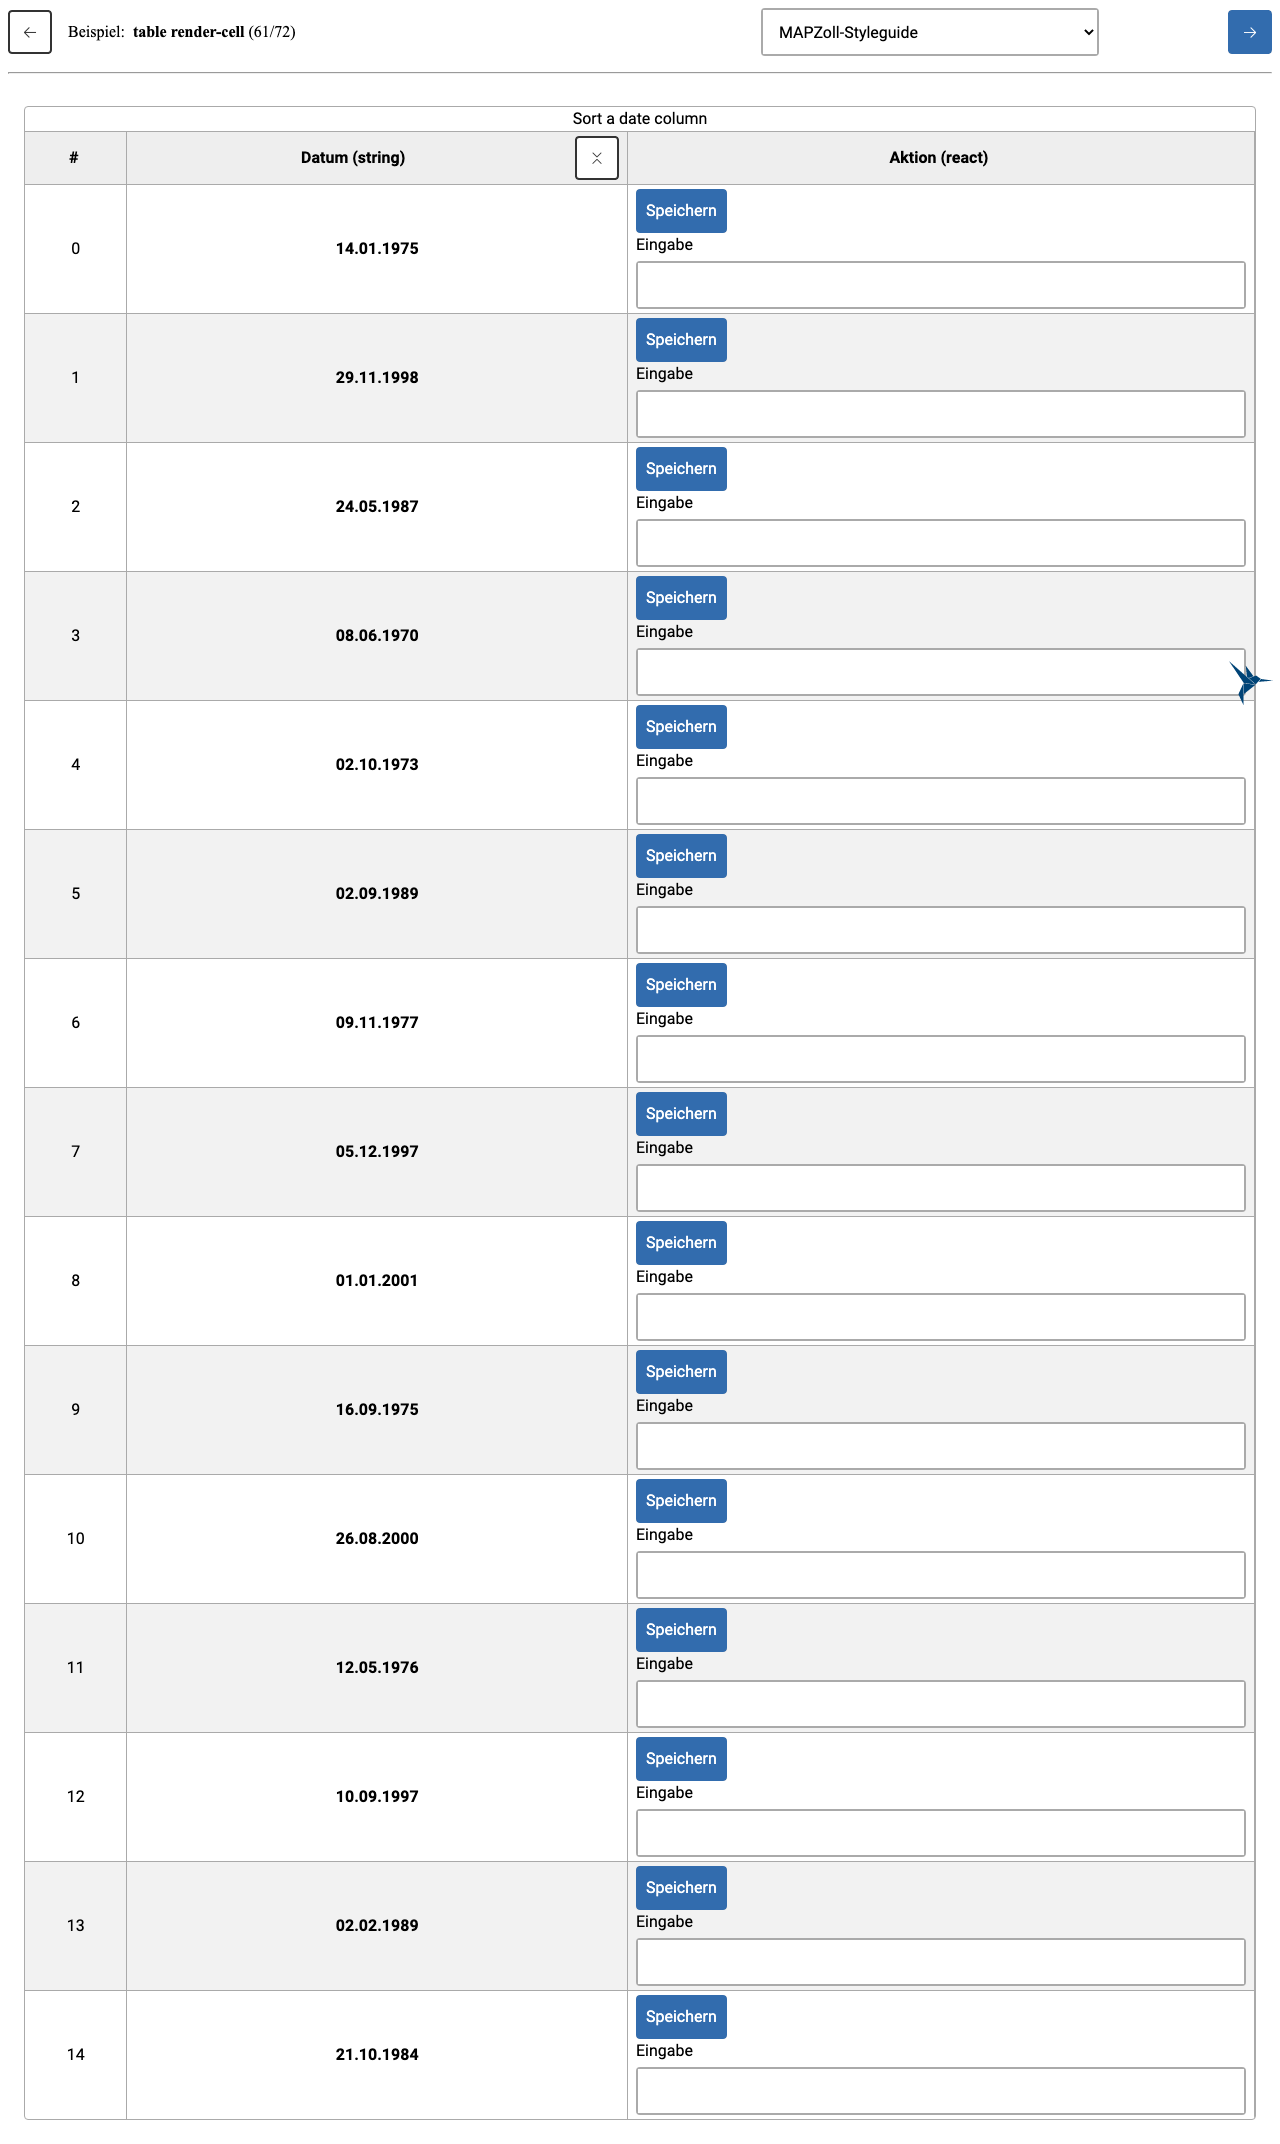 Beispiel: table render-cell (61/72)
MAPZoll-Styleguide
Sort a date column
# Datum (string) Aktion (react)
Speichern
0 14.01.1975 Eingabe
Speichern
1 29.11.1998 Eingabe
Speichern
2 24.05.1987 Eingabe
Speichern
3 08.06.1970 Eingabe
Speichern
4 02.10.1973 Eingabe
Speichern
5 02.09.1989 Eingabe
Speichern
6 09.11.1977 Eingabe
Speichern
7 05.12.1997 Eingabe
Speichern
8 01.01.2001 Eingabe
Speichern
9 16.09.1975 Eingabe
Speichern
10 26.08.2000 Eingabe
Speichern
11 12.05.1976 Eingabe
Speichern
12 10.09.1997 Eingabe
Speichern
13 02.02.1989 Eingabe
Speichern
14 21.10.1984 Eingabe